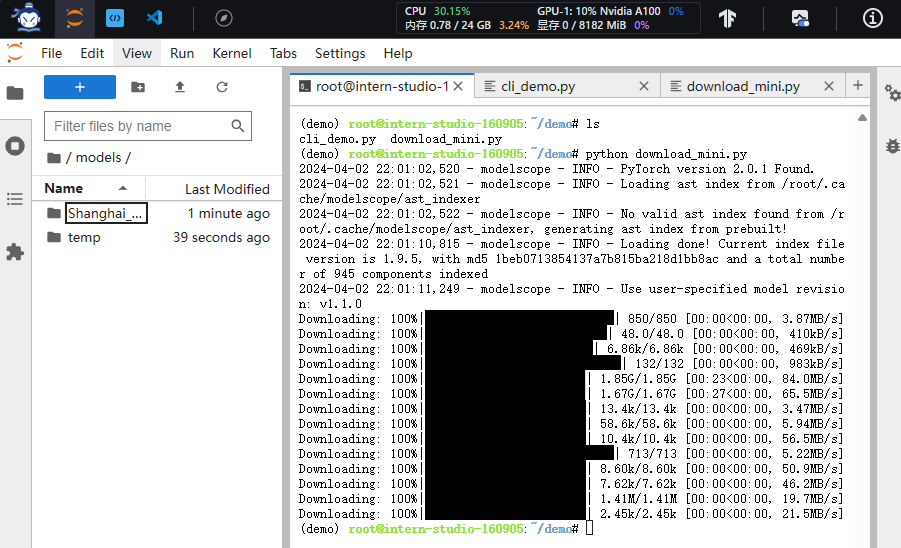 CPU 30.15% GPU-1: 10% Nvidia A100 0%
内存 0.78 / 24 GB 3.24% 显存 0 / 8182 MiB 0%
File Edit View Run Kernel Tabs Settings Help
root@intern-studio-1
cli_demo.py
download_mini.py
Filter files by name
/ models /
Name Last Modified
Shanghai_... 1 minute ago
temp 39 seconds ago
(demo) root@intern-studio-160905:~/demo# ls
cli_demo.py download_mini.py
(demo) root@intern-studio-160905:~/demo# python download_mini.py
2024-04-02 22:01:02,520 - modelscope - INFO - PyTorch version 2.0.1 Found.
2024-04-02 22:01:02,521 - modelscope - INFO - Loading ast index from /root/.ca
che/modelscope/ast_indexer
2024-04-02 22:01:02,522 - modelscope - INFO - No valid ast index found from /r
oot/.cache/modelscope/ast_indexer, generating ast index from prebuilt!
2024-04-02 22:01:10,815 - modelscope - INFO - Loading done! Current index file
version is 1.9.5, with md5 1beb0713854137a7b815ba218d1bb8ac and a total numbe
r of 945 components indexed
2024-04-02 22:01:11,249 - modelscope - INFO - Use user-specified model revisio
n: v1.1.0
Downloading: 100%| | 850/850 [00:00<00:00, 3.87MB/s]
Downloading: 100%| | 48.0/48.0 [00:00<00:00, 410kB/s]
Downloading: 100%| | 6.86k/6.86k [00:00<00:00, 469kB/s]
Downloading: 100%| | 132/132 [00:00<00:00, 983kB/s]
Downloading: 100%| | 1.85G/1.85G [00:23<00:00, 84.0MB/s]
Downloading: 100%| | 1.67G/1.67G [00:27<00:00, 65.5MB/s]
Downloading: 100%| | 13.4k/13.4k [00:00<00:00, 3.47MB/s]
Downloading: 100%| | 58.6k/58.6k [00:00<00:00, 5.94MB/s]
Downloading: 100%| | 10.4k/10.4k [00:00<00:00, 56.5MB/s]
Downloading: 100%| | 713/713 [00:00<00:00, 5.22MB/s]
Downloading: 100%| | 8.60k/8.60k [00:00<00:00, 50.9MB/s]
Downloading: 100%| | 7.62k/7.62k [00:00<00:00, 46.2MB/s]
Downloading: 100%| | 1.41M/1.41M [00:00<00:00, 19.7MB/s]
Downloading: 100%| | 2.45k/2.45k [00:00<00:00, 21.5MB/s]
(demo) root@intern-studio-160905:~/demo#